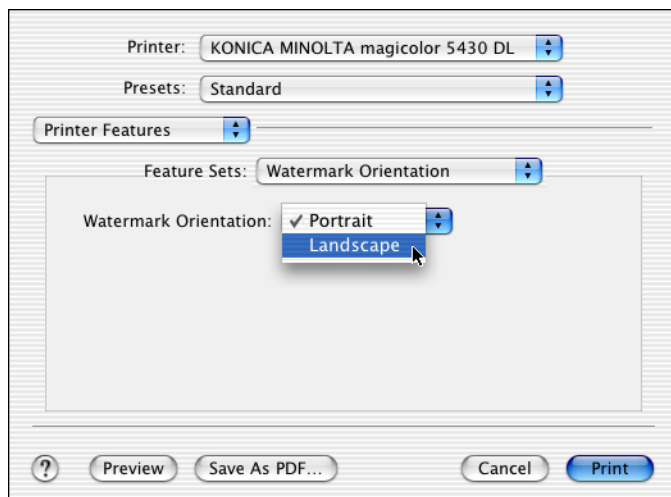 Printer: KONICA MINOLTA magicolor 5430 DL
Presets: Standard
Printer Features
Feature Sets: Watermark Orientation
Watermark Orientation: ✓ Portrait
Landscape
? Preview Save As PDF... Cancel Print